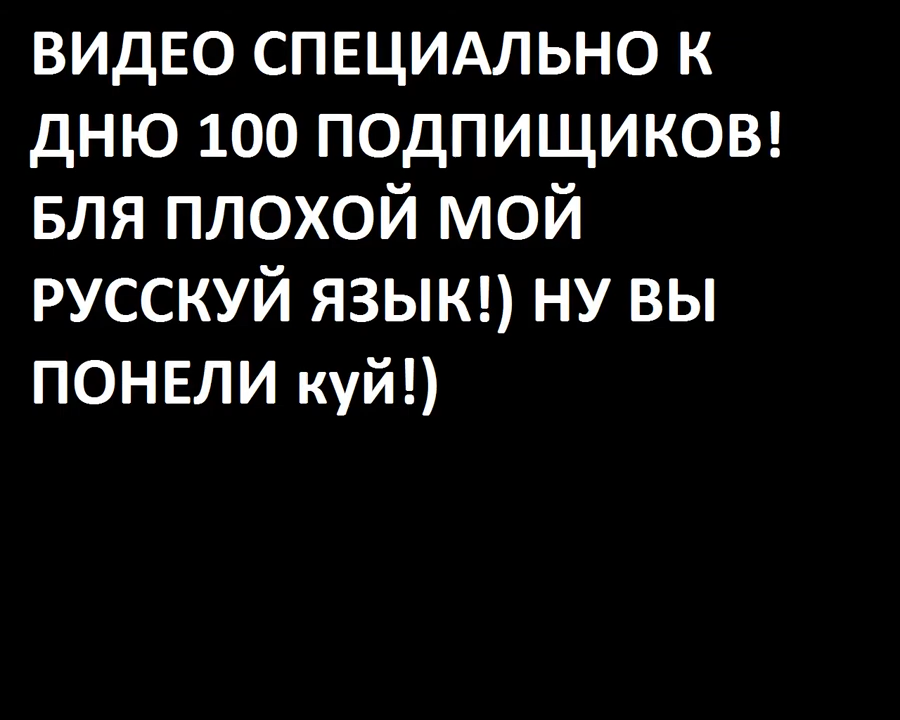 ВИДЕО СПЕЦИАЛЬНО К
ДНЮ 100 ПОДПИЩИКОВ!
БЛЯ ПЛОХОЙ МОЙ
РУССКУЙ ЯЗЫК!) НУ ВЫ
ПОНЕЛИ куй!)